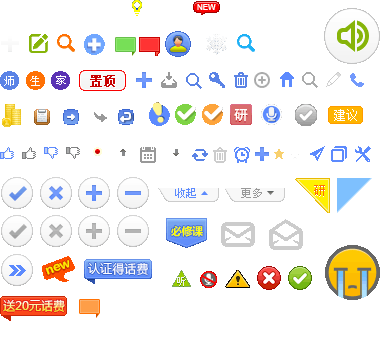 NEW
师 生 家 置顶
研 建议
收起 更多 研
必修课
new 认证得话费 听
送20元话费